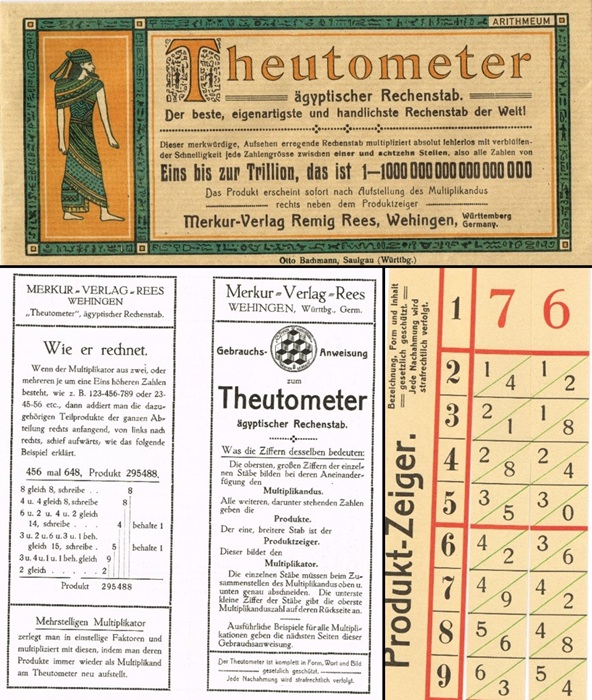 ARITHMEUM
Theutometer
ägyptischer Rechenstab.
Der beste, eigenartigste und handlichste Rechenstab der Welt!
Dieser merkwürdige, Aufsehen erregende Rechenstab multipliziert absolut fehlerlos mit verblüffen-
der Schnelligkeit jede Zahlengrösse zwischen einer und achtzehn Stellen, also alle Zahlen von
Eins bis zur Trillion, das ist 1—1000 000 000 000 000 000
Das Produkt erscheint sofort nach Aufstellung des Multiplikandus
rechts neben dem Produktzeiger
Merkur-Verlag Remig Rees, Wehingen, Württemberg
Germany.
Otto Bachmann, Saulgau (Württbg.)
MERKUR-VERLAG-REES
WEHINGEN
„Theutometer", ägyptischer Rechenstab.
Wie er rechnet.
Wenn der Multiplikator aus zwei, oder
mehreren je um eine Eins höheren Zahlen
besteht, wie z. B. 123-456-789 oder 23-
45-56 etc., dann addiert man die dazu-
gehörigen Teilprodukte der ganzen Ab-
teilung rechts anfangend, von links nach
rechts, schief aufwärts, wie das folgende
Beispiel erklärt.
456 mal 648, Produkt 295488.
8 gleich 8, schreibe . . 8
4 u. 4 gleich 8, schreibe 8
6 u. 2 u. 4 u. 2 gleich
14, schreibe . . . 4 behalte 1
3 u. 2 u. 6 u. 3 u. 1 beh.
gleich 15, schreibe . 5 behalte 1
3 u. 4 u. 1 u. 1 beh. gleich 9
2 gleich . . . . . 2
Produkt 295488
Mehrstelligen Multiplikator
zerlegt man in einstellige Faktoren und
multipliziert mit diesen, indem man deren
Produkte immer wieder als Multiplikand
am Theutometer neu aufstellt.
Merkur-Verlag-Rees
WEHINGEN, Württbg., Germ.
Gebrauchs- Anweisung
zum
Theutometer
ägyptischer Rechenstab.
Was die Ziffern desselben bedeuten:
Die obersten, großen Ziffern der einzel-
nen Stäbe bilden bei deren Aneinander-
fügung den
Multiplikandus.
Alle weiteren, darunter stehenden Zahlen
geben die
Produkte.
Der eine, breitere Stab ist der
Produktzeiger.
Dieser bildet den
Multiplikator.
Die einzelnen Stäbe müssen beim Zu-
sammenstellen des Multiplikandus oben u.
unten genau abschneiden. Die unterste
kleine Ziffer der Stäbe gibt die oberste
Multiplikanduszahl auf deren Rückseite an.
Ausführliche Beispiele für alle Multipli-
kationen geben die nächsten Seiten dieser
Gebrauchsanweisung.
Der Theutometer ist komplett in Form, Wort und Bild
gesetzlich geschützt.
Jede Nachahmung wird strafrechtlich verfolgt.
Bezeichnung, Form und Inhalt
gesetzlich geschützt.
Jede Nachahmung wird
strafrechtlich verfolgt.
Produkt-Zeiger.
1 7 6
2 1 4 1 2
3 2 1 1 8
4 2 8 2 4
5 3 5 3 0
6 4 2 3 6
7 4 9 4 2
8 5 6 4 8
9 6 3 5 4